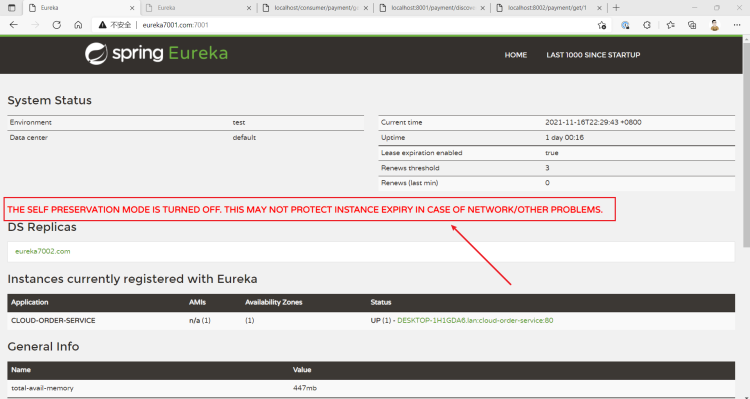 Eureka
Eureka
localhost/consumer/payment/ge
localhost:8001/payment/discove
localhost:8002/payment/get/1
不安全 | eureka7001.com:7001
spring Eureka
HOME LAST 1000 SINCE STARTUP
System Status
Environment test
Data center default
Current time 2021-11-16T22:29:43 +0800
Uptime 1 day 00:16
Lease expiration enabled true
Renews threshold 3
Renews (last min) 0
THE SELF PRESERVATION MODE IS TURNED OFF. THIS MAY NOT PROTECT INSTANCE EXPIRY IN CASE OF NETWORK/OTHER PROBLEMS.
DS Replicas
eureka7002.com
Instances currently registered with Eureka
Application AMIs Availability Zones Status
CLOUD-ORDER-SERVICE n/a (1) (1) UP (1) - DESKTOP-1H1GDA6.lan:cloud-order-service:80
General Info
Name Value
total-avail-memory 447mb